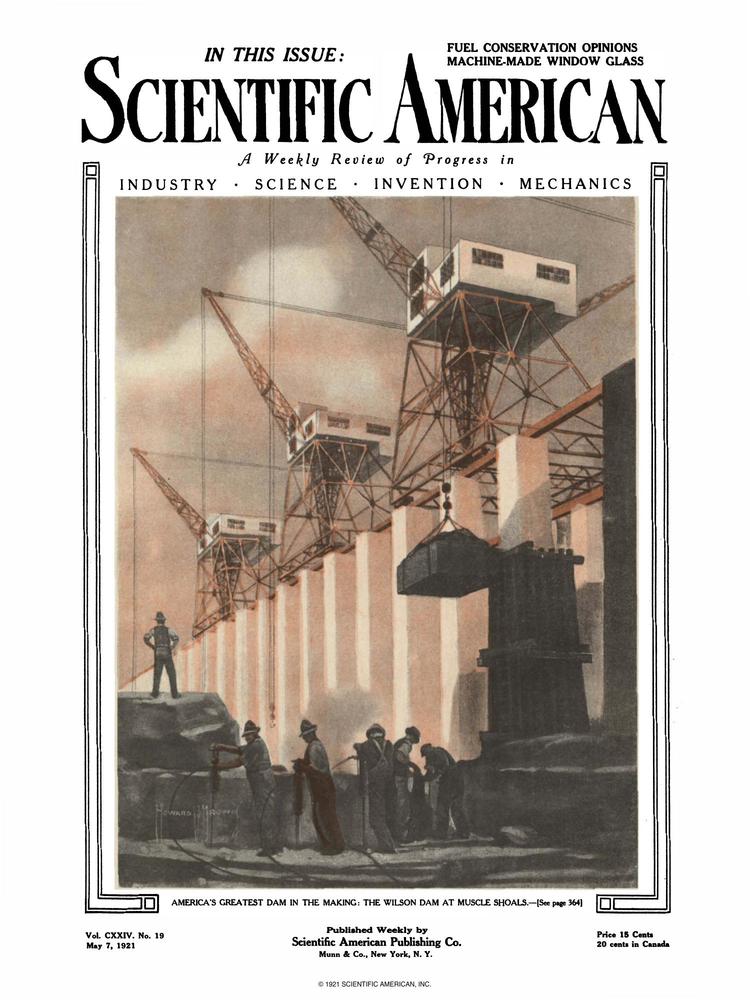 IN THIS ISSUE:
FUEL CONSERVATION OPINIONS
MACHINE-MADE WINDOW GLASS
SCIENTIFIC AMERICAN
A Weekly Review of Progress in
INDUSTRY · SCIENCE · INVENTION · MECHANICS
HOWARD V. BROWN
AMERICA'S GREATEST DAM IN THE MAKING: THE WILSON DAM AT MUSCLE SHOALS.—[See page 364]
Vol. CXXIV. No. 19
May 7, 1921
Published Weekly by
Scientific American Publishing Co.
Munn & Co., New York, N. Y.
Price 15 Cents
20 cents in Canada
© 1921 SCIENTIFIC AMERICAN, INC.